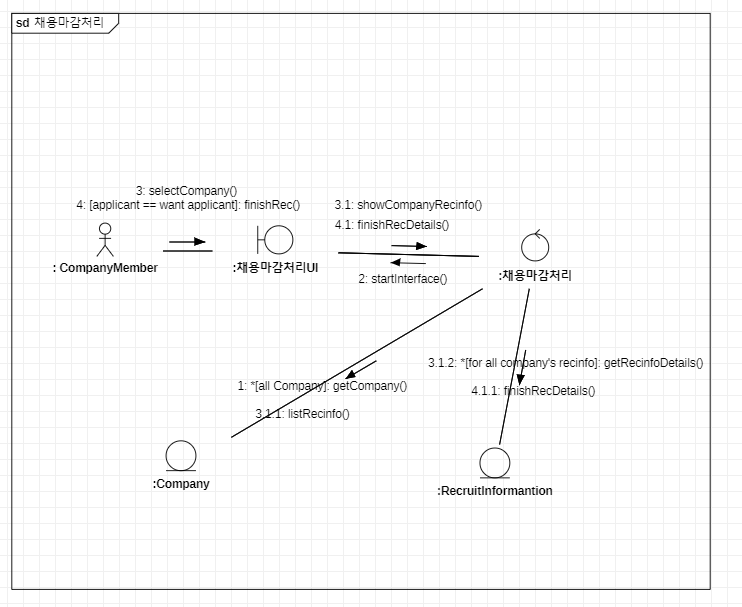 sd 채용마감처리
3: selectCompany()
4: [applicant == want applicant]: finishRec()
3.1: showCompanyRecinfo()
4.1: finishRecDetails()
: CompanyMember
:채용마감처리UI
2: startInterface()
:채용마감처리
3.1.2: *[for all company's recinfo]: getRecinfoDetails()
1: *[all Company]: getCompany()
4.1.1: finishRecDetails()
3.1.1: listRecinfo()
:Company
:RecruitInformantion